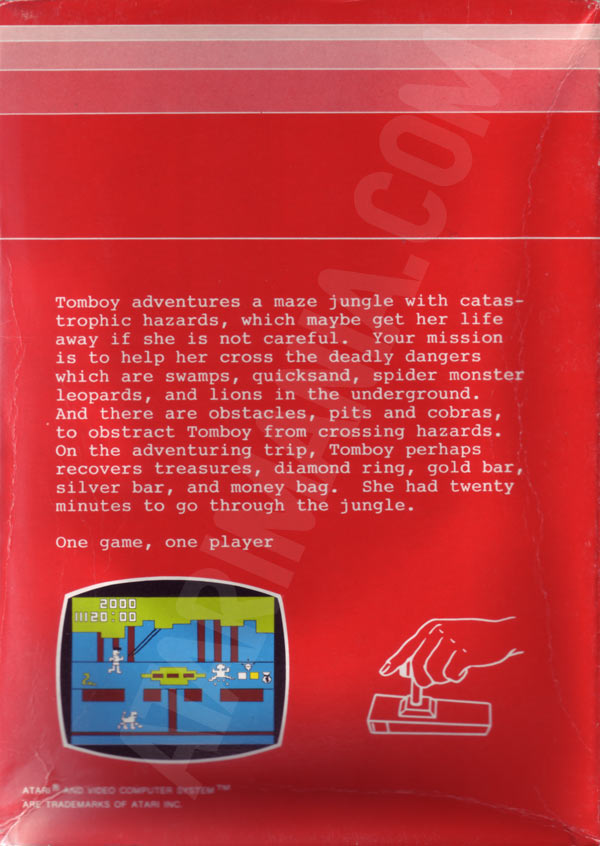 Tomboy adventures a maze jungle with catas-
trophic hazards, which maybe get her life
away if she is not careful. Your mission
is to help her cross the deadly dangers
which are swamps, quicksand, spider monster
leopards, and lions in the underground.
And there are obstacles, pits and cobras,
to obstract Tomboy from crossing hazards.
On the adventuring trip, Tomboy perhaps
recovers treasures, diamond ring, gold bar,
silver bar, and money bag. She had twenty
minutes to go through the jungle.
One game, one player
2000
20:00
ATARI® AND VIDEO COMPUTER SYSTEM™
ARE TRADEMARKS OF ATARI INC.
ATARIMANIA.COM